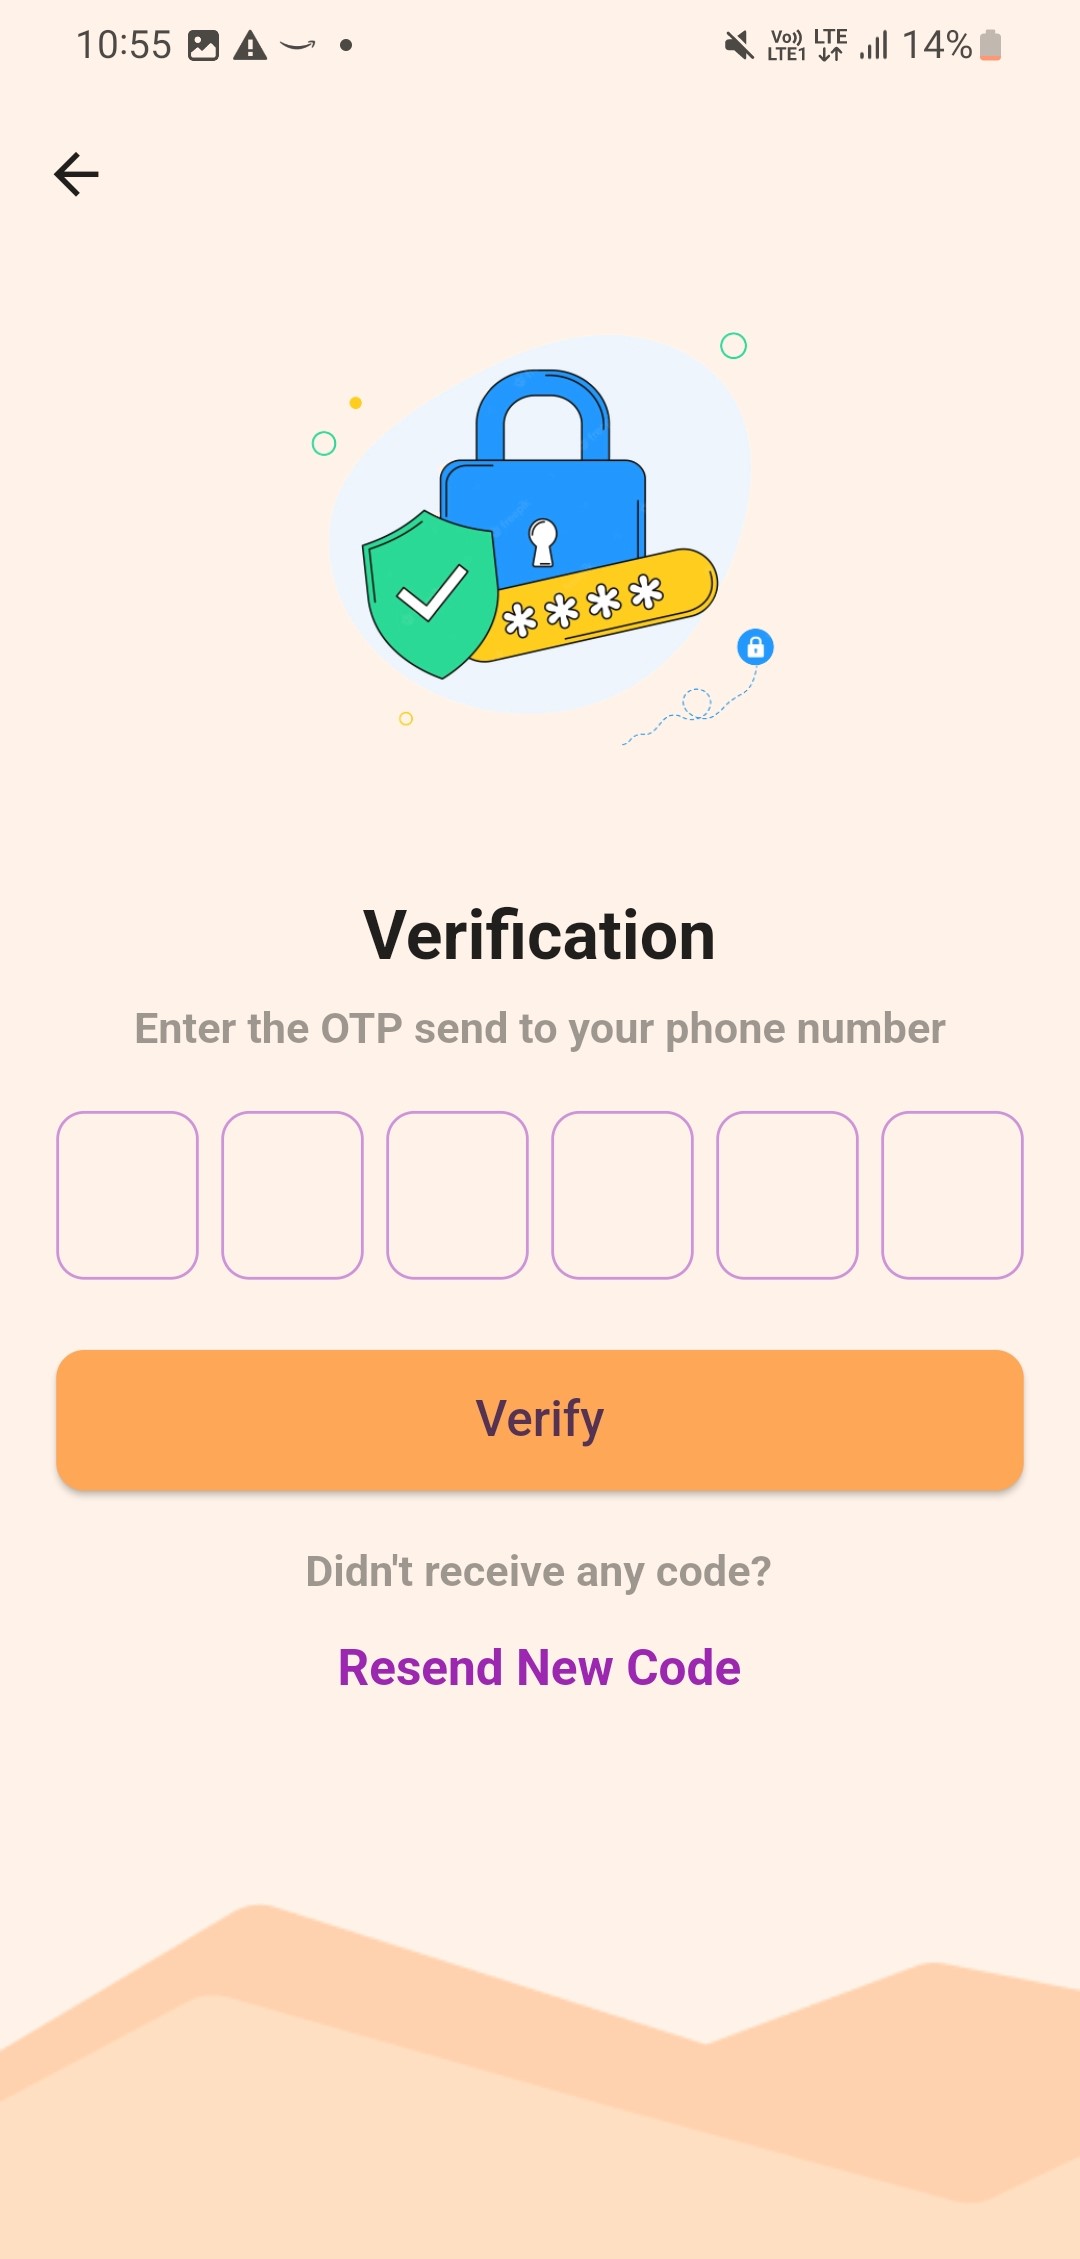 10:55 Vo)) LTE1 LTE 14%
Verification
Enter the OTP send to your phone number
****
Verify
Didn't receive any code?
Resend New Code